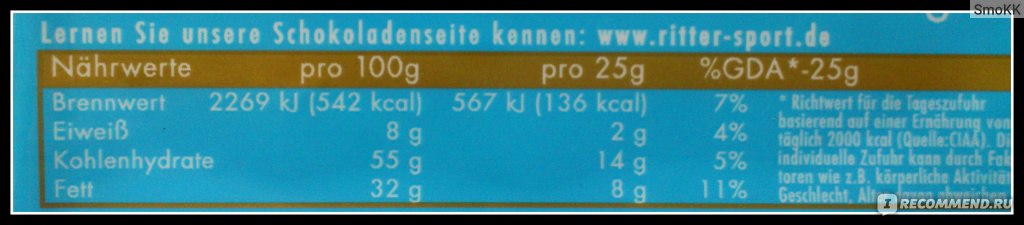 SmoKK
Lernen Sie unsere Schokoladenseite kennen: www.ritter-sport.de
Nährwerte pro 100g pro 25g %GDA*-25g
Brennwert 2269 kJ (542 kcal) 567 kJ (136 kcal) 7%
Eiweiß 8 g 2 g 4%
Kohlenhydrate 55 g 14 g 5%
Fett 32 g 8 g 11%
* Richtwert für die Tageszufuhr
basierend auf einer Ernährung von
täglich 2000 kcal (Quelle:CIAA). Di
individuelle Zufuhr kann durch Fak
toren wie z.B. körperliche Aktivität
Geschlecht,
IRECOMMEND.RU